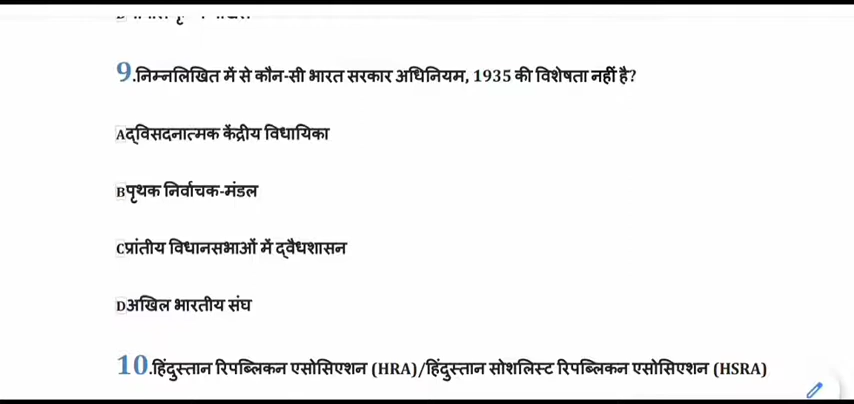 9.निम्नलिखित में से कौन-सी भारत सरकार अधिनियम, 1935 की विशेषता नहीं है?
Aद्विसदनात्मक केंद्रीय विधायिका
Bपृथक निर्वाचक-मंडल
Cप्रांतीय विधानसभाओं में द्वैधशासन
Dअखिल भारतीय संघ
10.हिंदुस्तान रिपब्लिकन एसोसिएशन (HRA)/हिंदुस्तान सोशलिस्ट रिपब्लिकन एसोसिएशन (HSRA)